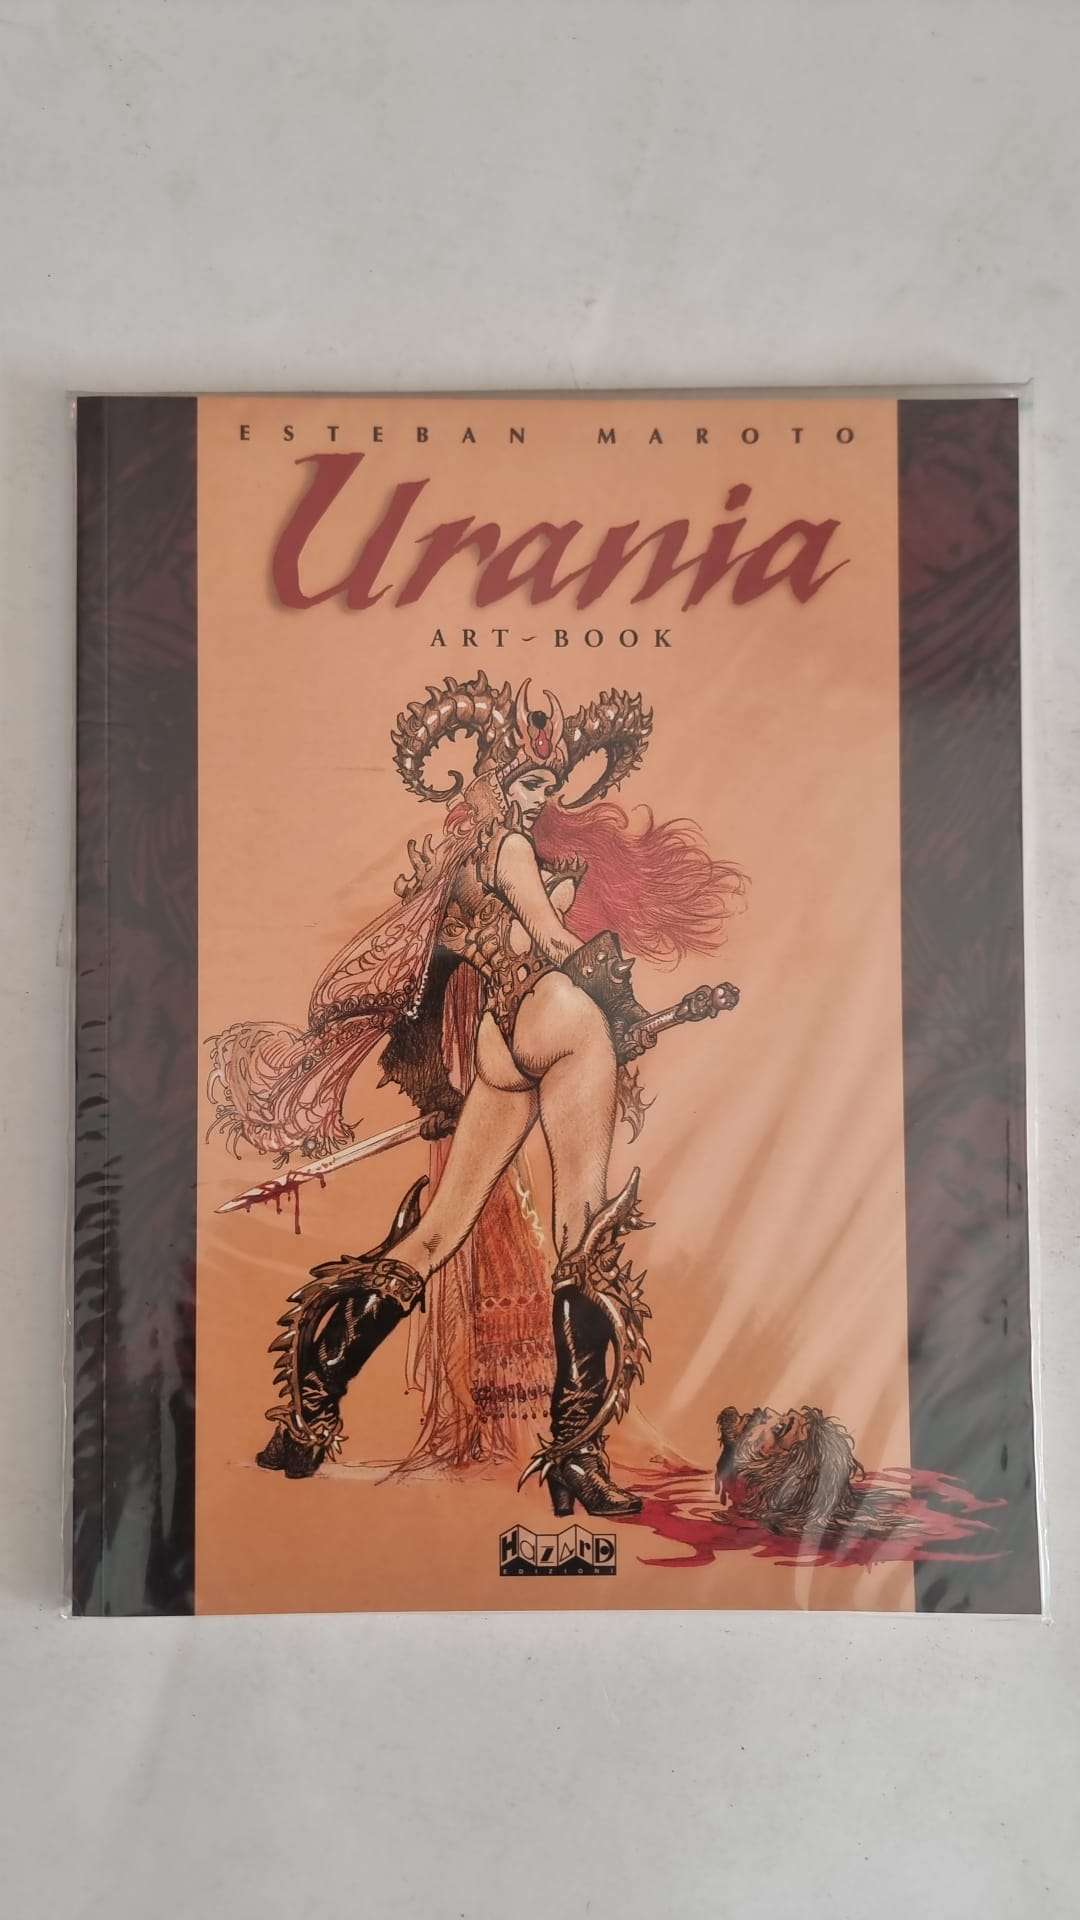 ESTEBAN MAROTO
Urania
ART-BOOK
HAZARD
EDIZIONI